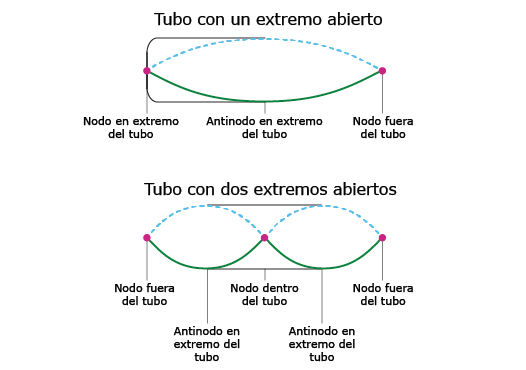 Tubo con un extremo abierto
Nodo en extremo
del tubo
Antinodo en extremo
del tubo
Nodo fuera
del tubo
Tubo con dos extremos abiertos
Nodo fuera
del tubo
Nodo dentro
del tubo
Nodo fuera
del tubo
Antinodo en
extremo del
tubo
Antinodo en
extremo del
tubo